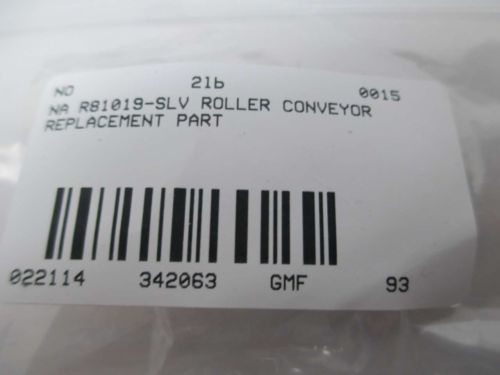 NO 21b 0015
NA R81019-SLV ROLLER CONVEYOR
REPLACEMENT PART
022114 342063 GMF 93